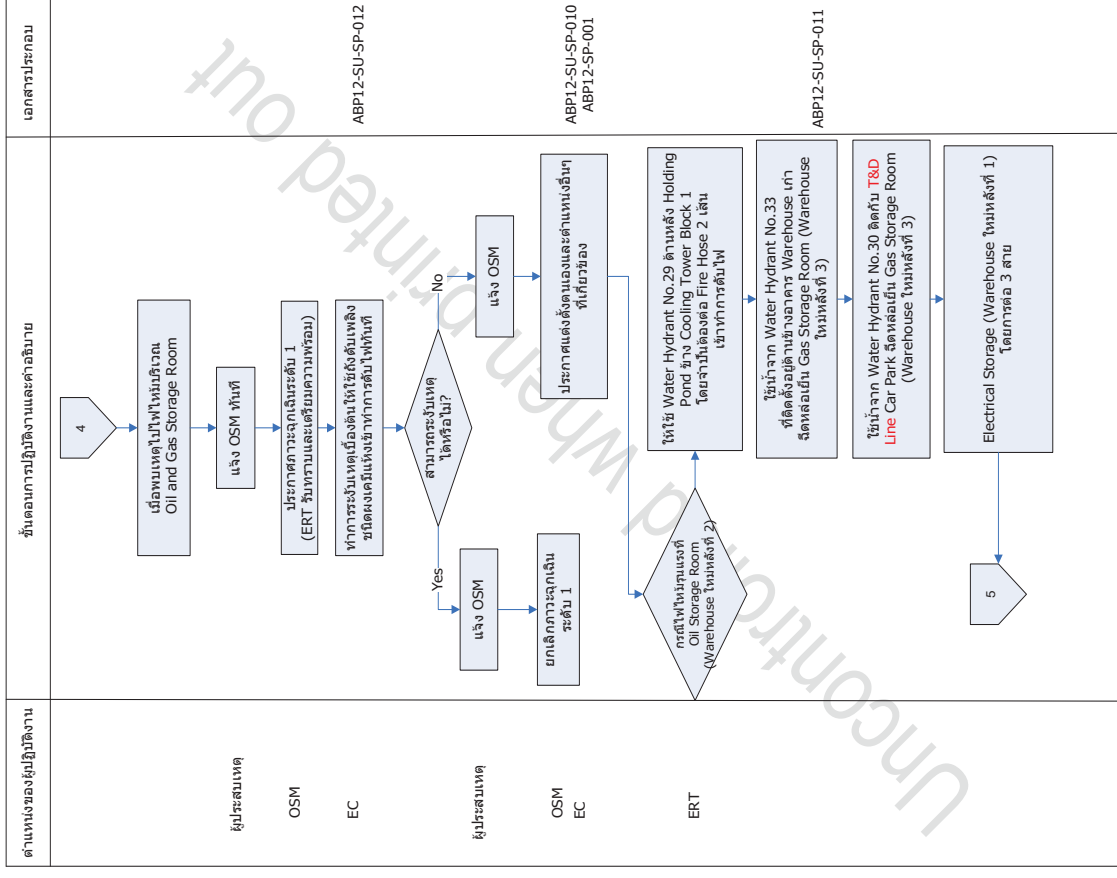 ตำแหน่งของผู้ปฏิบัติงาน
ขั้นตอนการปฏิบัติงานและคำอธิบาย
เอกสารประกอบ
4
เมื่อพบเหตุไปไฟไหม้บริเวณ
Oil and Gas Storage Room
ผู้ประสบเหตุ
แจ้ง OSM ทันที
OSM
ประกาศภาวะฉุกเฉินระดับ 1
(ERT รับทราบและเตรียมความพร้อม)
EC
ทำการระงับเหตุเบื้องต้นให้ใช้ถังดับเพลิง
ชนิดผงเคมีแห้งเข้าทำการดับไฟทันที
ABP12-SU-SP-012
สามารถระงับเหตุ
ได้หรือไม่?
Yes
No
ผู้ประสบเหตุ
แจ้ง OSM
แจ้ง OSM
OSM
EC
ยกเลิกภาวะฉุกเฉิน
ระดับ 1
ประกาศแต่งตั้งตนเองและตำแหน่งอื่นๆ
ที่เกี่ยวข้อง
ABP12-SU-SP-010
ABP12-SP-001
ERT
กรณีไฟไหม้รุนแรงที่
Oil Storage Room
(Warehouse ใหม่หลังที่ 2)
ให้ใช้ Water Hydrant No.29 ด้านหลัง Holding
Pond ข้าง Cooling Tower Block 1
โดยจำเป็นต้องต่อ Fire Hose 2 เส้น
เข้าทำการดับไฟ
ใช้น้ำจาก Water Hydrant No.33
ที่ติดตั้งอยู่ด้านข้างอาคาร Warehouse เก่า
ฉีดหล่อเย็น Gas Storage Room (Warehouse
ใหม่หลังที่ 3)
ABP12-SU-SP-011
ใช้น้ำจาก Water Hydrant No.30 ติดกับ T&D
Line Car Park ฉีดหล่อเย็น Gas Storage Room
(Warehouse ใหม่หลังที่ 3)
Electrical Storage (Warehouse ใหม่หลังที่ 1)
โดยการต่อ 3 สาย
5
Uncontrolled when printed out